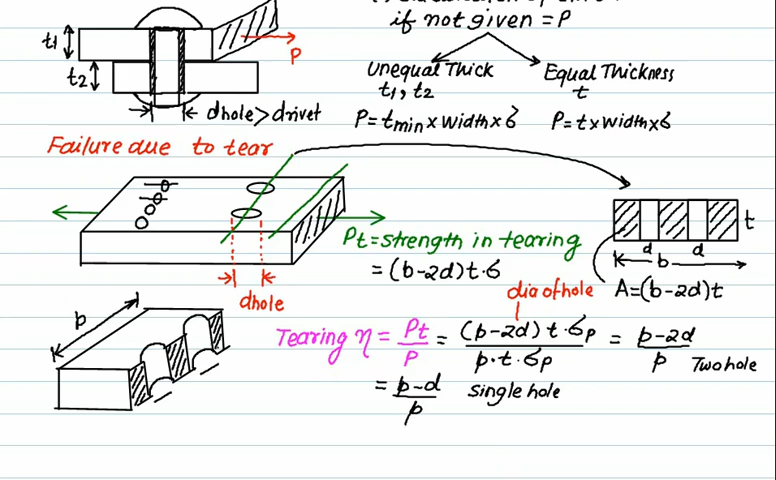 if not given = P
t1
t2
P
dhole > drivet
Unequal Thick
t1, t2
P = tmin x width x σ
Equal Thickness
t
P = t x width x σ
Failure due to tear
Pt = strength in tearing
= (b-2d) t.σ
dhole
t
d d
b
A = (b-2d) t
dia of hole
p
Tearing η = Pt/P = (p-2d) t.σp / p.t.σp = p-2d / p Two hole
= p-d / p Single hole